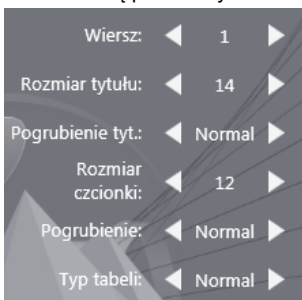 Wiersz: 1
Rozmiar tytułu: 14
Pogrubienie tyt.: Normal
Rozmiar
czcionki: 12
Pogrubienie: Normal
Typ tabeli: Normal